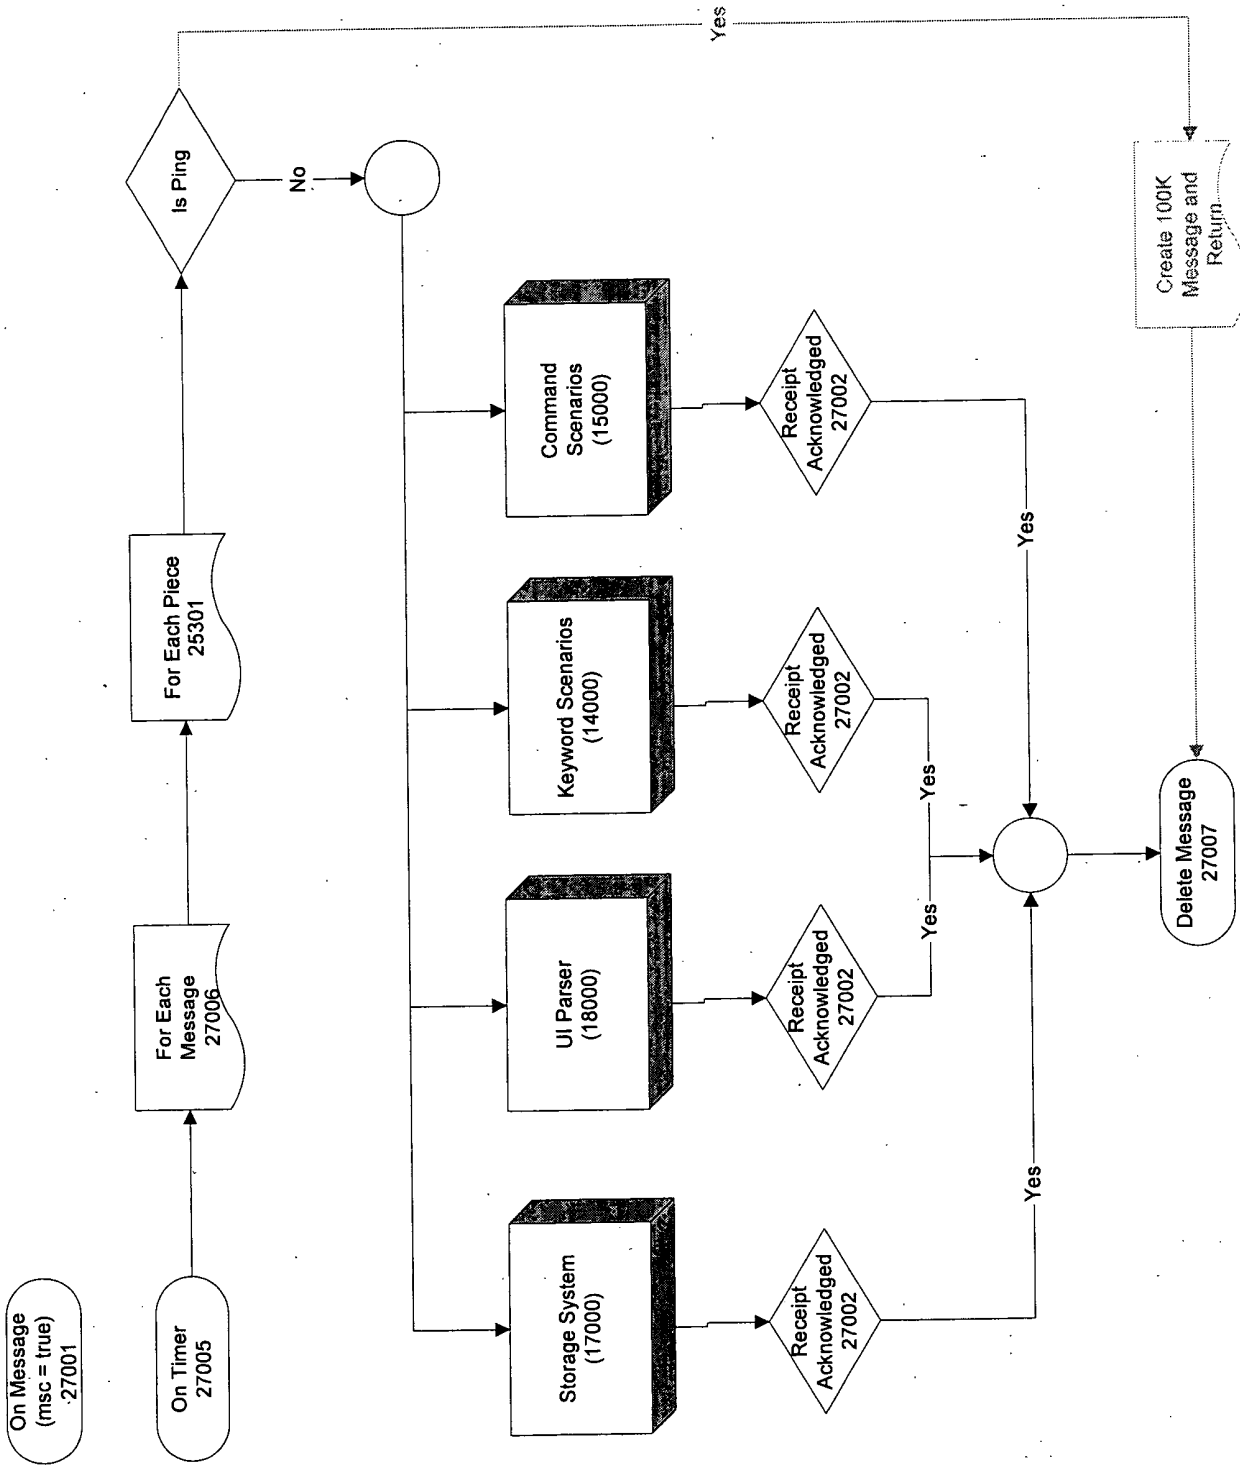 On Message
(msc = true)
27001
On Timer
27005
For Each
Message
27006
For Each Piece
25301
Is Ping
Yes
No
Storage System
(17000)
UI Parser
(18000)
Keyword Scenarios
(14000)
Command
Scenarios
(15000)
Receipt
Acknowledged
27002
Receipt
Acknowledged
27002
Receipt
Acknowledged
27002
Receipt
Acknowledged
27002
Yes
Yes
Yes
Yes
Create 100K
Message and
Return
Delete Message
27007